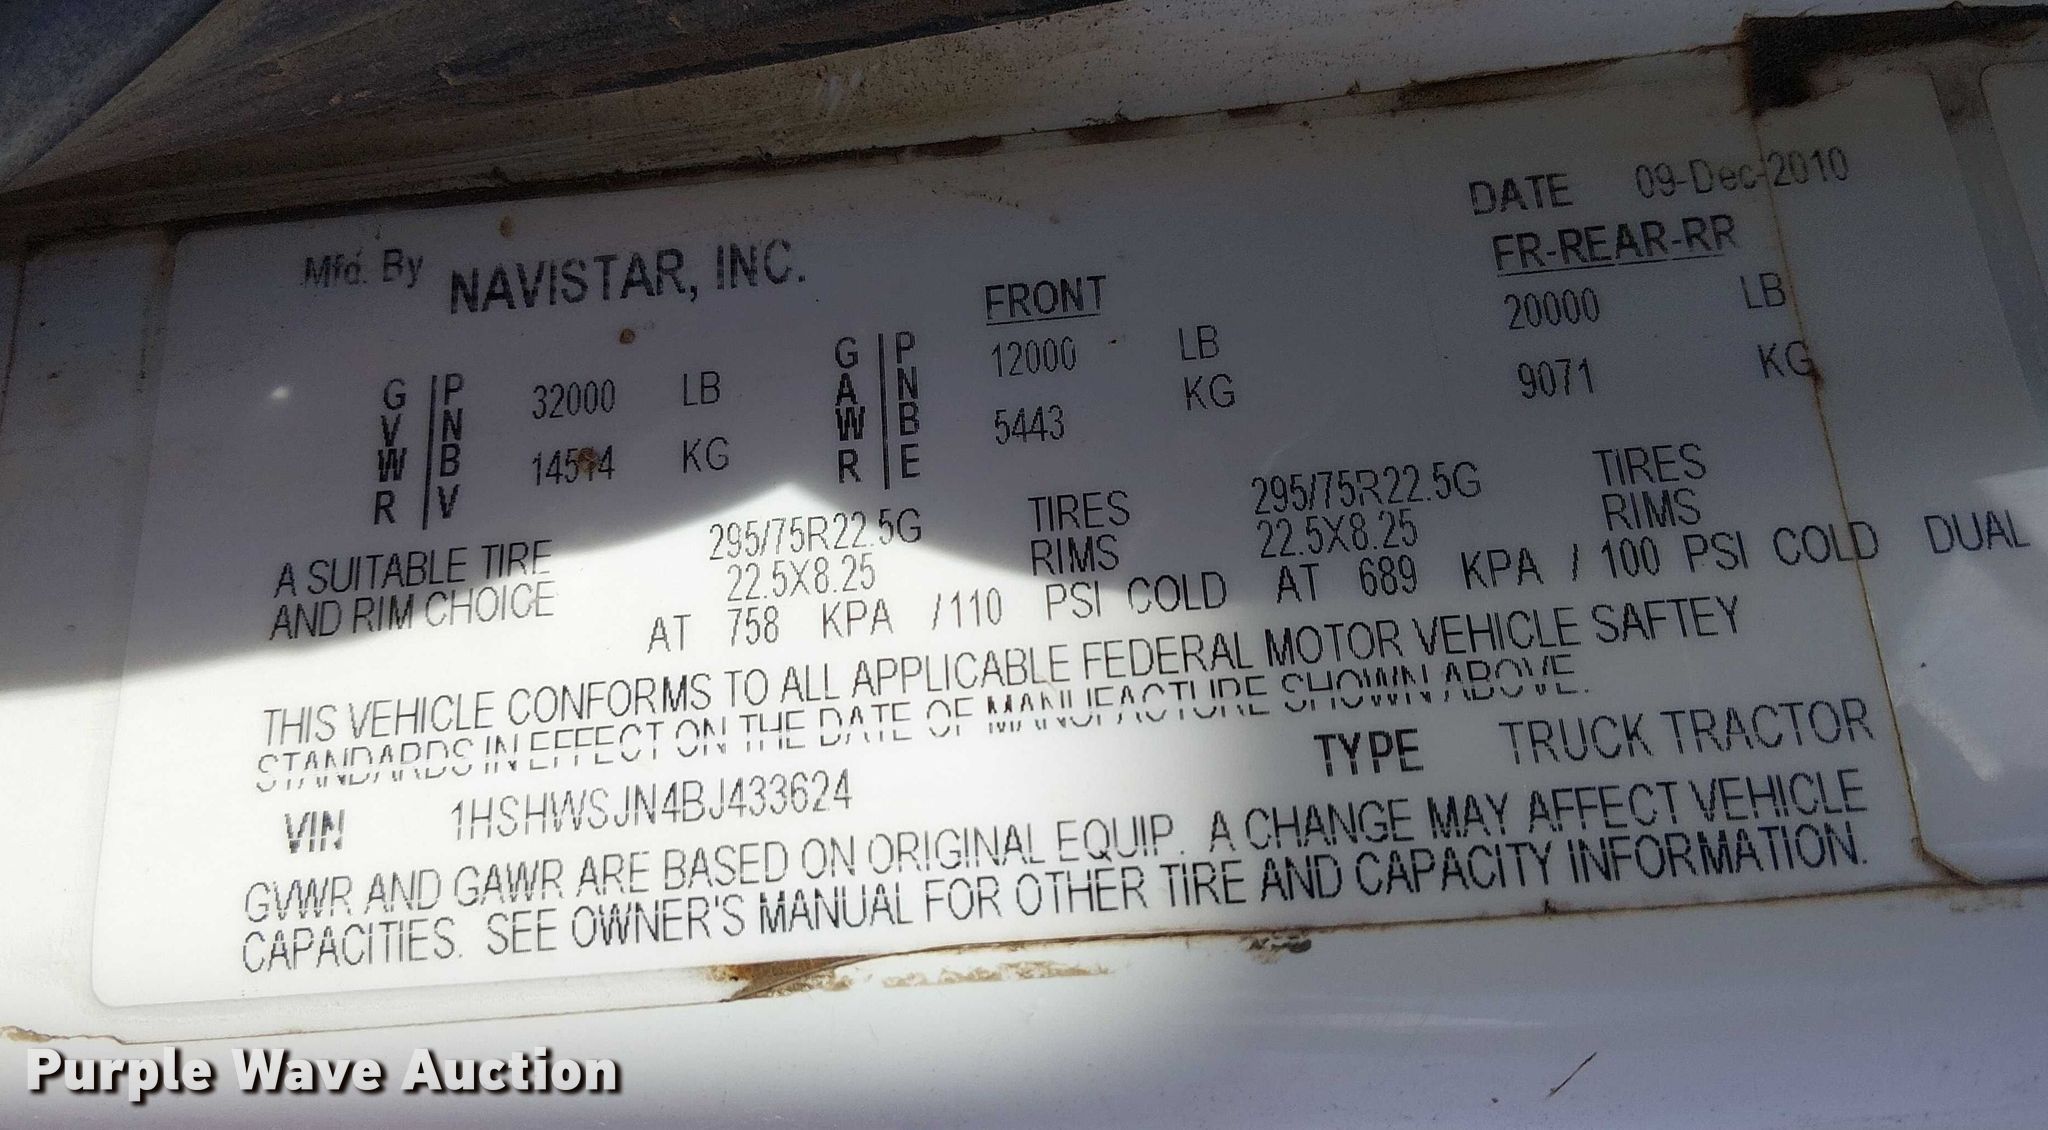 DATE 09-Dec-2010
Mfd. By NAVISTAR, INC. FRONT FR-REAR-RR
GVWR PNBV 32000 LB GAWR PNBE 12000 LB 20000 LB
14514 KG 5443 KG 9071 KG
A SUITABLE TIRE 295/75R22.5G TIRES 295/75R22.5G TIRES
AND RIM CHOICE 22.5X8.25 RIMS 22.5X8.25 RIMS
AT 758 KPA /110 PSI COLD AT 689 KPA / 100 PSI COLD DUAL
THIS VEHICLE CONFORMS TO ALL APPLICABLE FEDERAL MOTOR VEHICLE SAFTEY
STANDARDS IN EFFECT ON THE DATE OF MANUFACTURE SHOWN ABOVE.
VIN 1HSHWSJN4BJ433624 TYPE TRUCK TRACTOR
GVWR AND GAWR ARE BASED ON ORIGINAL EQUIP. A CHANGE MAY AFFECT VEHICLE
CAPACITIES. SEE OWNER'S MANUAL FOR OTHER TIRE AND CAPACITY INFORMATION.
Purple Wave Auction